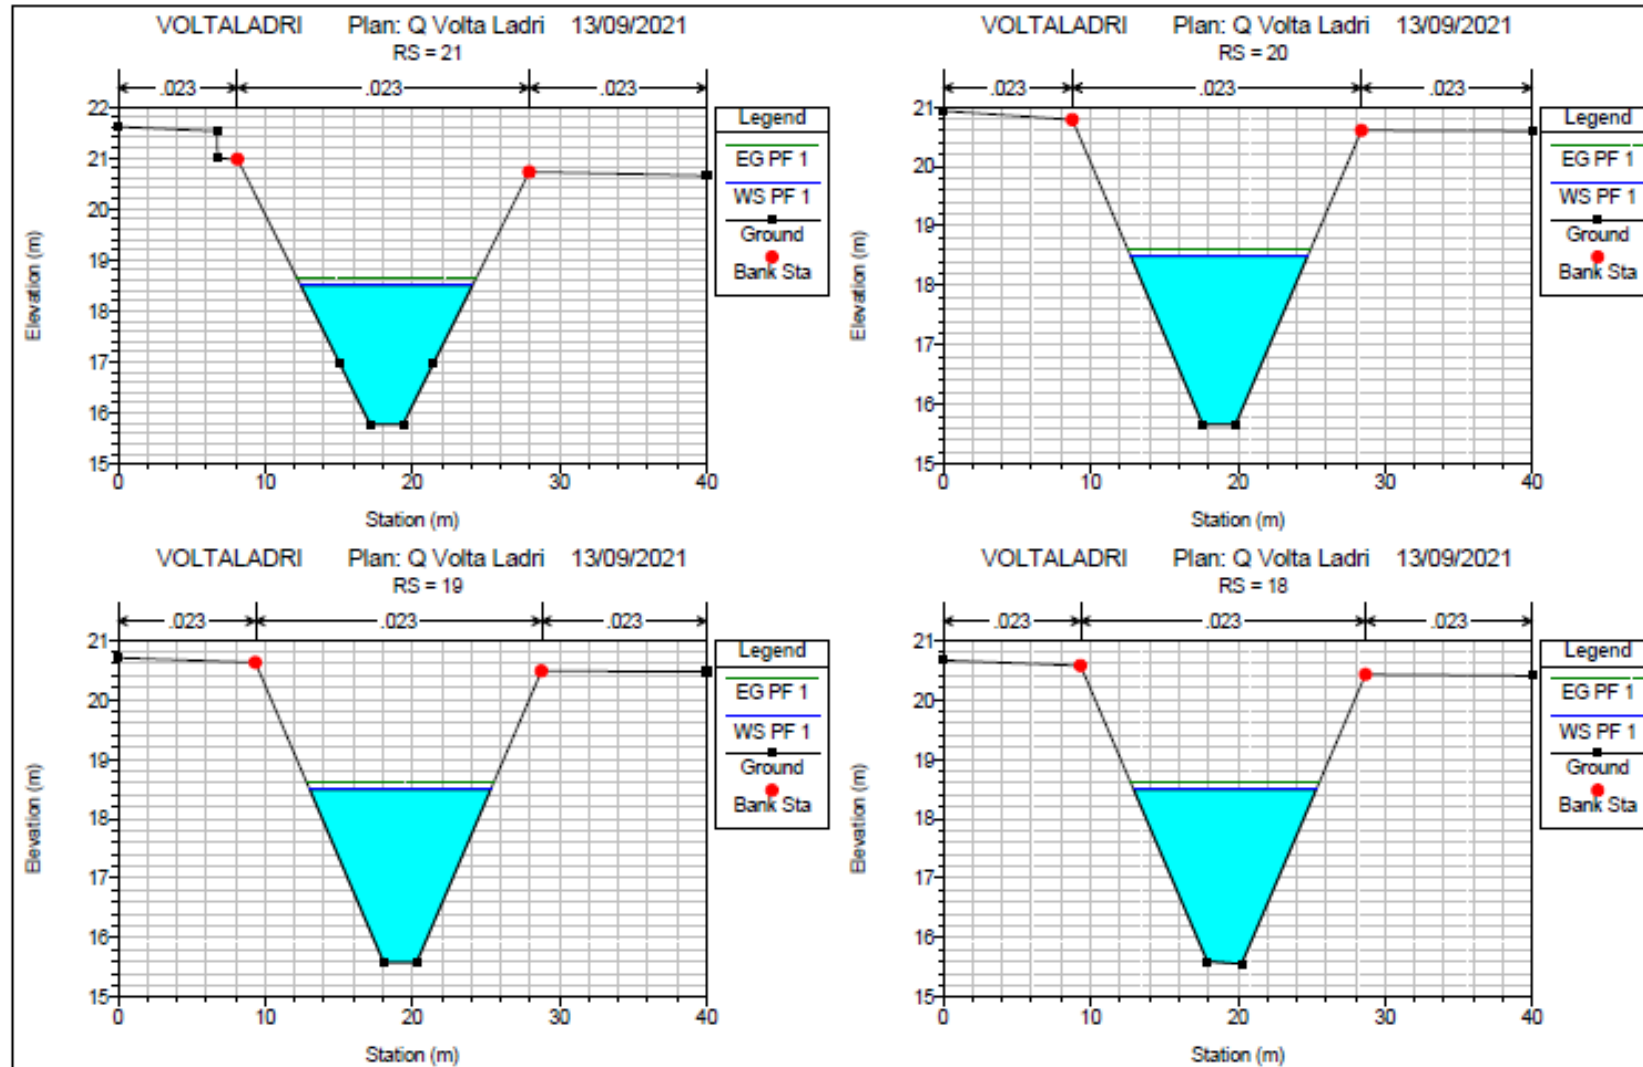 VOLTALADRI Plan: Q Volta Ladri 13/09/2021
RS = 21
.023 .023 .023
22
21
20
19
18
17
16
15
0 10 20 30 40
Elevation (m)
Station (m)
Legend
EG PF 1
WS PF 1
Ground
Bank Sta
VOLTALADRI Plan: Q Volta Ladri 13/09/2021
RS = 20
.023 .023 .023
21
20
19
18
17
16
15
0 10 20 30 40
Elevation (m)
Station (m)
Legend
EG PF 1
WS PF 1
Ground
Bank Sta
VOLTALADRI Plan: Q Volta Ladri 13/09/2021
RS = 19
.023 .023 .023
21
20
19
18
17
16
15
0 10 20 30 40
Elevation (m)
Station (m)
Legend
EG PF 1
WS PF 1
Ground
Bank Sta
VOLTALADRI Plan: Q Volta Ladri 13/09/2021
RS = 18
.023 .023 .023
21
20
19
18
17
16
15
0 10 20 30 40
Elevation (m)
Station (m)
Legend
EG PF 1
WS PF 1
Ground
Bank Sta